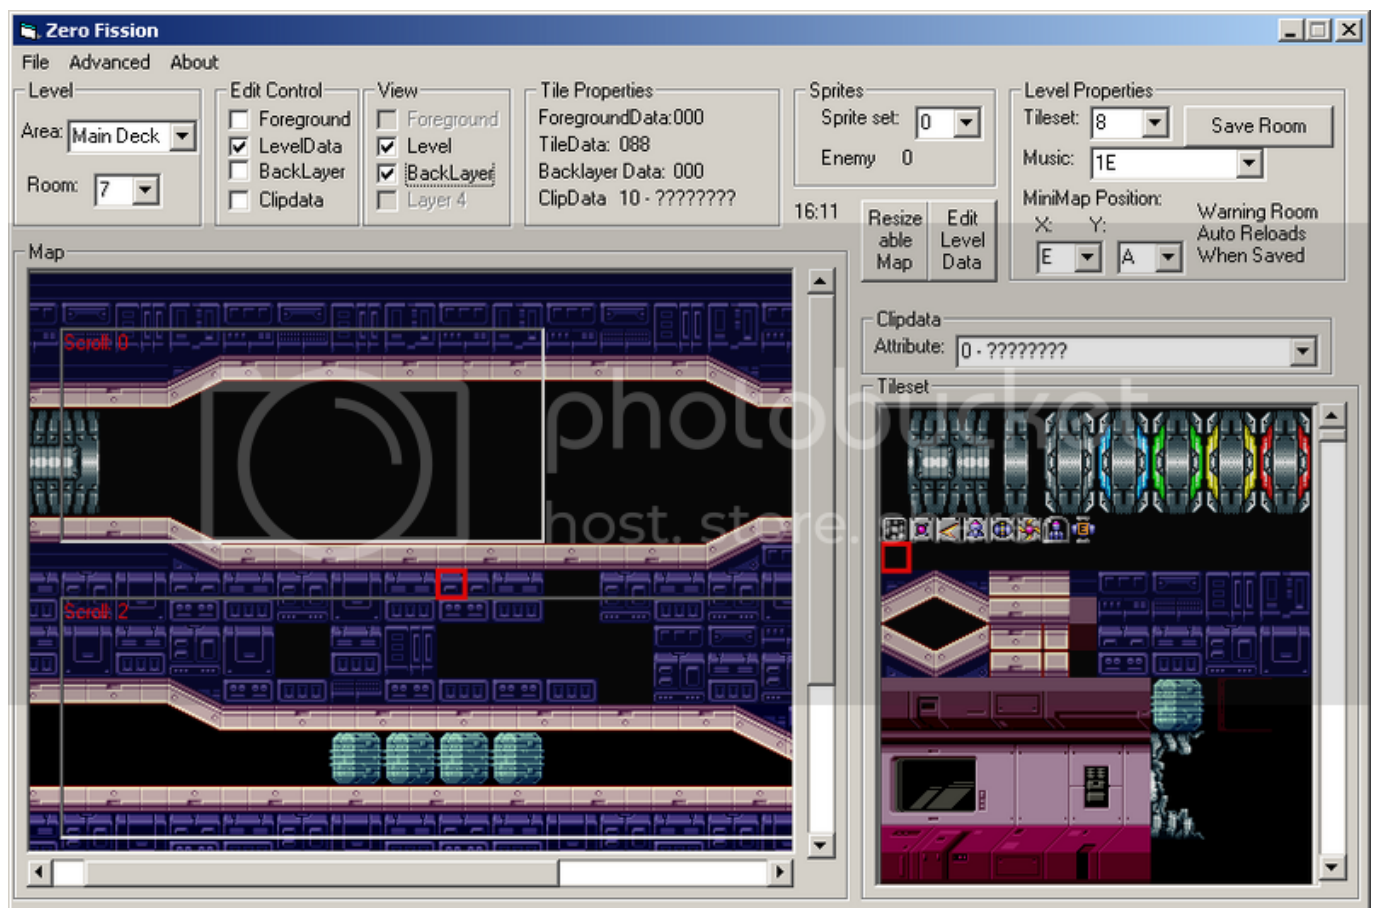 Zero Fission
File Advanced About
Level
Area: Main Deck
Room: 7
Edit Control
Foreground
LevelData
BackLayer
Clipdata
View
Foreground
Level
BackLayer
Layer 4
Tile Properties
ForegroundData:000
TileData: 088
Backlayer Data: 000
ClipData 10 - ????????
Sprites
Sprite set: 0
Enemy 0
16:11
Resize
able
Map
Edit
Level
Data
Level Properties
Tileset: 8
Save Room
Music: 1E
MiniMap Position:
X: Y:
E A
Warning Room
Auto Reloads
When Saved
Map
Scroll: 0
Scroll: 2
Clipdata
Attribute: 0 - ????????
Tileset
E
photobucket
host. store.